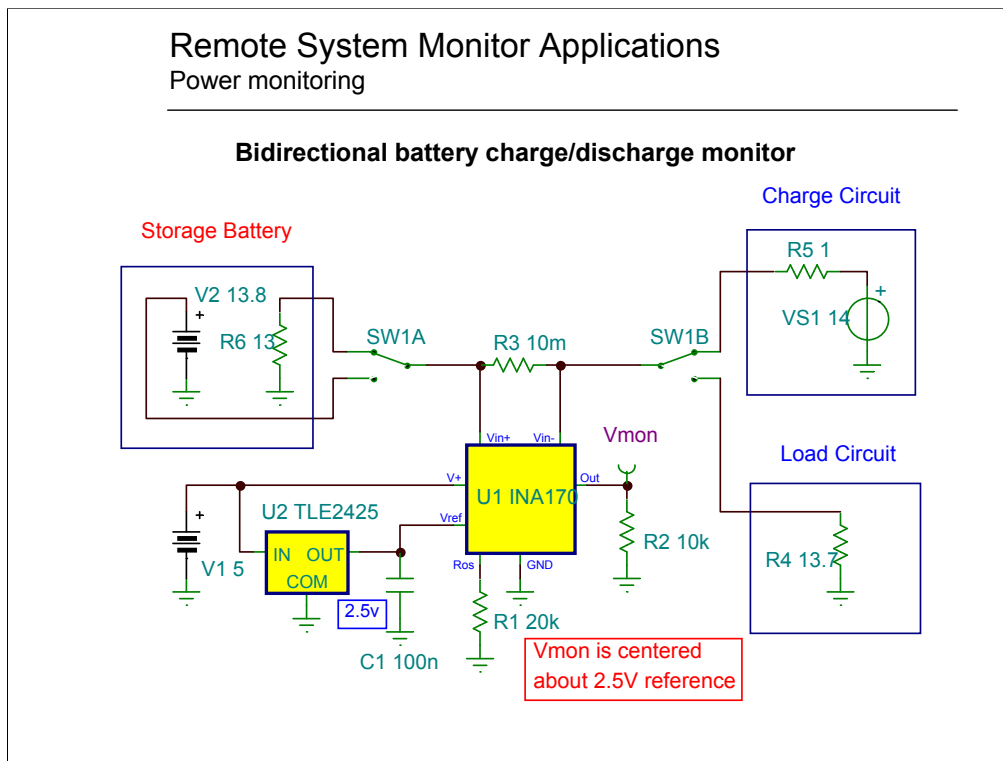 Remote System Monitor Applications
Power monitoring
Bidirectional battery charge/discharge monitor
Charge Circuit
Storage Battery
R5 1
+
VS1 14
V2 13.8
+
R6 13
SW1A
R3 10m
SW1B
Vin+
Vin-
Vmon
Load Circuit
V+
U1 INA170
Out
Vref
Ros
GND
R2 10k
R4 13.7
+
V1 5
U2 TLE2425
IN OUT
COM
2.5v
C1 100n
R1 20k
Vmon is centered
about 2.5V reference